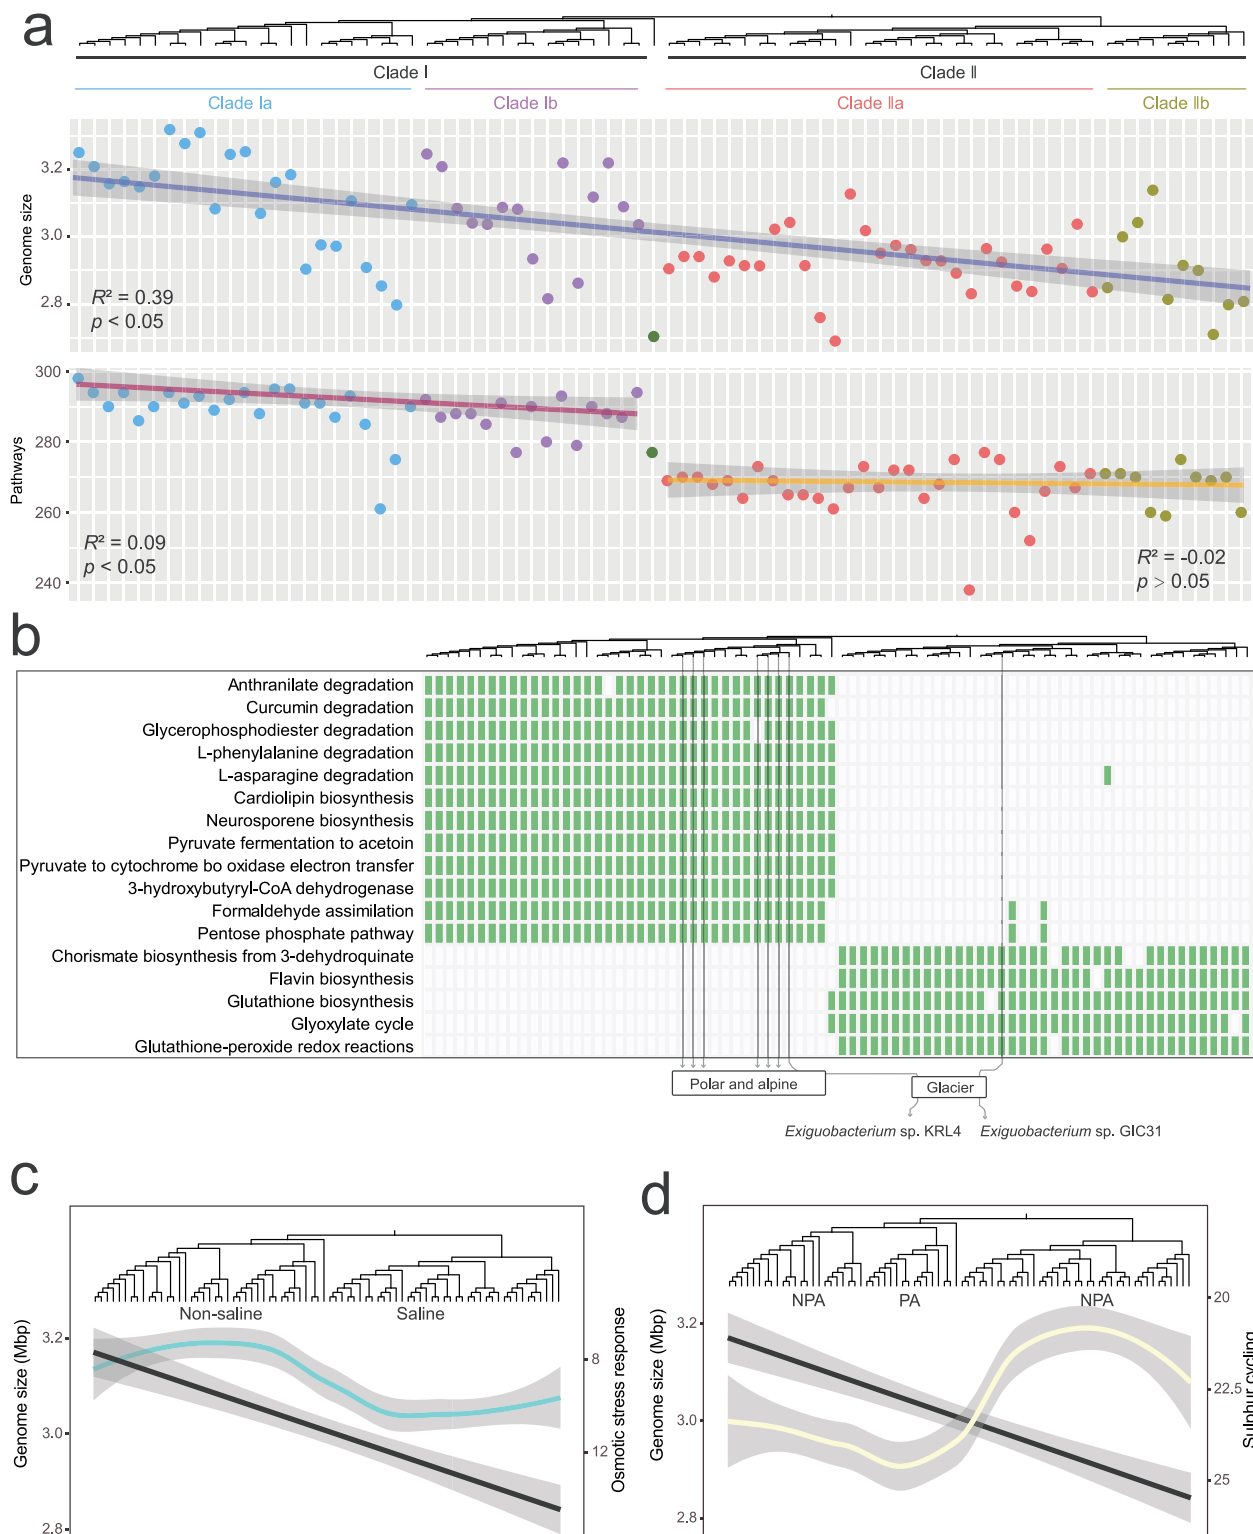 a
Clade I
Clade II
Clade Ia
Clade Ib
Clade IIa
Clade IIb
Genome size
3.2
3.0
2.8
R² = 0.39
p < 0.05
Pathways
300
280
260
240
R² = 0.09
p < 0.05
R² = -0.02
p > 0.05
b
Anthranilate degradation
Curcumin degradation
Glycerophosphodiester degradation
L-phenylalanine degradation
L-asparagine degradation
Cardiolipin biosynthesis
Neurosporene biosynthesis
Pyruvate fermentation to acetoin
Pyruvate to cytochrome bo oxidase electron transfer
3-hydroxybutyryl-CoA dehydrogenase
Formaldehyde assimilation
Pentose phosphate pathway
Chorismate biosynthesis from 3-dehydroquinate
Flavin biosynthesis
Glutathione biosynthesis
Glyoxylate cycle
Glutathione-peroxide redox reactions
Polar and alpine
Glacier
Exiguobacterium sp. KRL4
Exiguobacterium sp. GIC31
c
Non-saline
Saline
Genome size (Mbp)
3.2
3.0
2.8
Osmotic stress response
8
12
d
NPA
PA
NPA
Genome size (Mbp)
3.2
3.0
2.8
Sulphur cycling
20
22.5
25